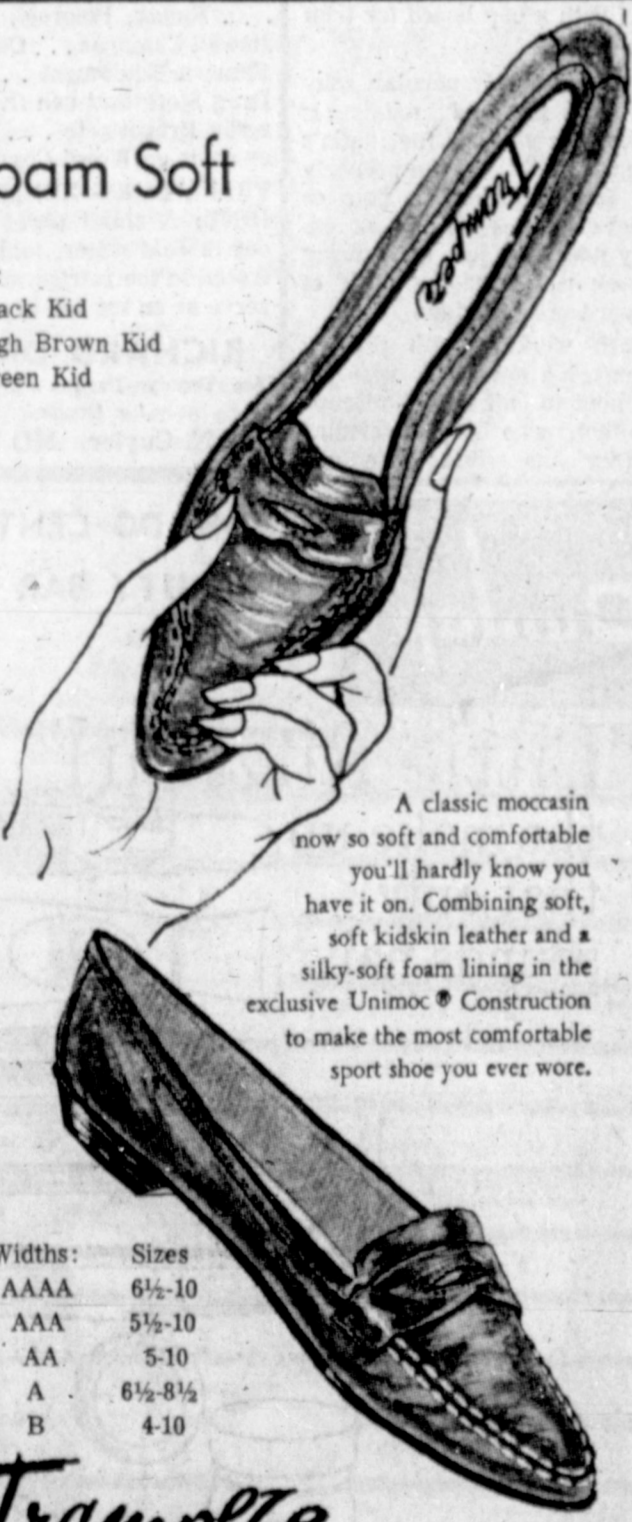 oam Soft
Trampeze
ack Kid
gh Brown Kid
reen Kid
A classic moccasin
now so soft and comfortable
you'll hardly know you
have it on. Combining soft,
soft kidskin leather and a
silky-soft foam lining in the
exclusive Unimoc ® Construction
to make the most comfortable
sport shoe you ever wore.
Widths: Sizes
AAAA 6½-10
AAA 5½-10
AA 5-10
A 6½-8½
B 4-10
Trampeze